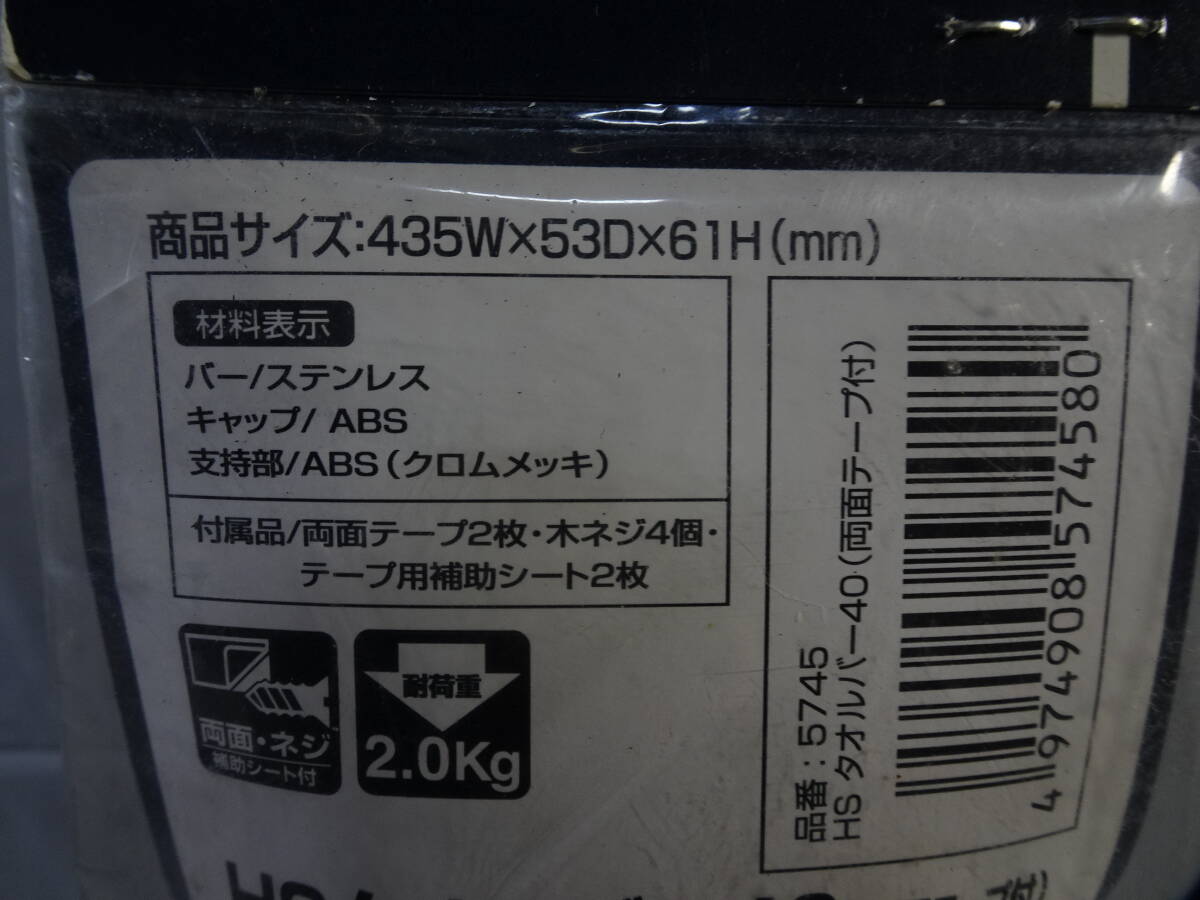 商品サイズ:435W×53D×61H(mm)
材料表示
バー/ステンレス
キャップ/ ABS
支持部/ABS(クロムメッキ)
付属品/両面テープ2枚・木ネジ4個・
テープ用補助シート2枚
両面・ネジ
補助シート付
耐荷重
2.0Kg
品番:5745
HS タオルバー40(両面テープ付)
4974908574580